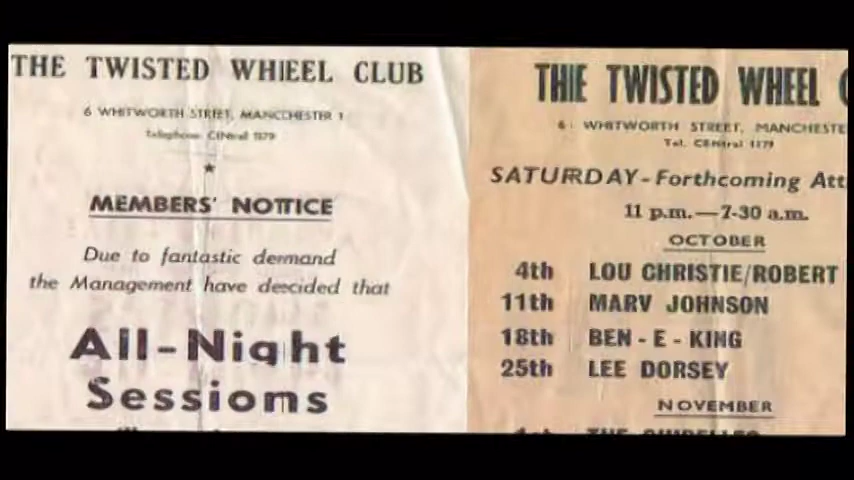 THE TWISTED WHEEL CLUB
6 WHITWORTH STREET, MANCHESTER 1
Telephone CENtral 1179
MEMBERS' NOTICE
Due to fantastic demand
the Management have decided that
All-Night
Sessions
THE TWISTED WHEEL C
6 WHITWORTH STREET, MANCHESTE
Tel. CENtral 1179
SATURDAY - Forthcoming Att
11 p.m. — 7-30 a.m.
OCTOBER
4th LOU CHRISTIE/ROBERT
11th MARV JOHNSON
18th BEN - E - KING
25th LEE DORSEY
NOVEMBER